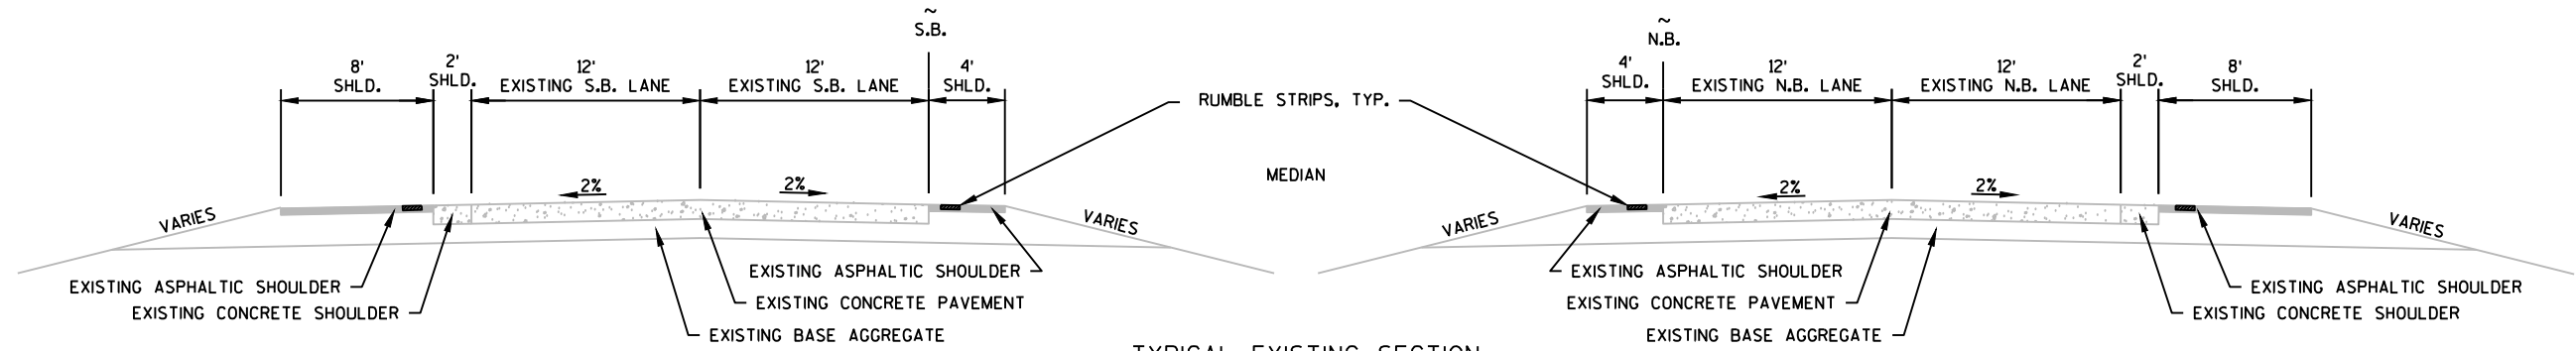 ~
S.B.
8'
SHLD.
2'
SHLD.
12'
EXISTING S.B. LANE
12'
EXISTING S.B. LANE
4'
SHLD.
~
N.B.
4'
SHLD.
12'
EXISTING N.B. LANE
12'
EXISTING N.B. LANE
2'
SHLD.
8'
SHLD.
RUMBLE STRIPS, TYP.
MEDIAN
2%
2%
2%
2%
VARIES
VARIES
VARIES
VARIES
EXISTING ASPHALTIC SHOULDER
EXISTING CONCRETE SHOULDER
EXISTING ASPHALTIC SHOULDER
EXISTING CONCRETE PAVEMENT
EXISTING BASE AGGREGATE
EXISTING ASPHALTIC SHOULDER
EXISTING CONCRETE PAVEMENT
EXISTING BASE AGGREGATE
EXISTING ASPHALTIC SHOULDER
EXISTING CONCRETE SHOULDER
TYPICAL EXISTING SECTION